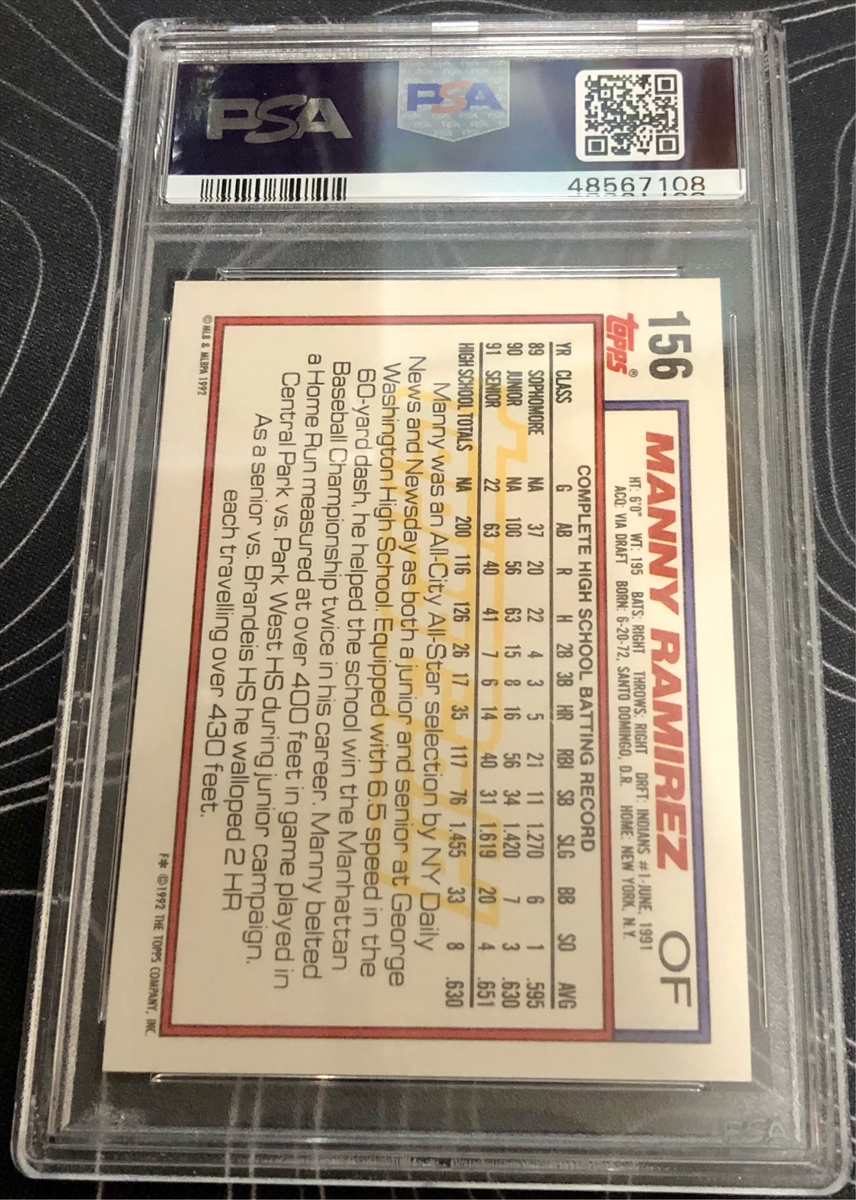 PSA
PSA
48567108
156
topps®
MANNY RAMIREZ OF
HT: 6'0" WT: 195 BATS: RIGHT THROWS: RIGHT DRFT: INDIANS #1-JUNE, 1991
ACQ: VIA DRAFT BORN: 6-20-72, SANTO DOMINGO, D.R. HOME: NEW YORK, N.Y.
COMPLETE HIGH SCHOOL BATTING RECORD
YR CLASS G AB R H 2B 3B HR RBI SB SLG BB SO AVG
89 SOPHOMORE NA 37 20 22 4 3 5 21 11 1.270 6 1 .595
90 JUNIOR NA 100 56 63 15 8 16 56 34 1.420 7 3 .630
91 SENIOR 22 63 40 41 7 6 14 40 31 1.619 20 4 .651
HIGH SCHOOL TOTALS NA 200 116 126 26 17 35 117 76 1.455 33 8 .630
Manny was an All-City All-Star selection by NY Daily
News and Newsday as both a junior and senior at George
Washington High School. Equipped with 6.5 speed in the
60-yard dash, he helped the school win the Manhattan
Baseball Championship twice in his career. Manny belted
a Home Run measured at over 400 feet in game played in
Central Park vs. Park West HS during junior campaign.
As a senior vs. Brandeis HS he walloped 2 HR
each travelling over 430 feet.
© MLB & MLBPA 1992
F* © 1992 THE TOPPS COMPANY, INC.
PSA